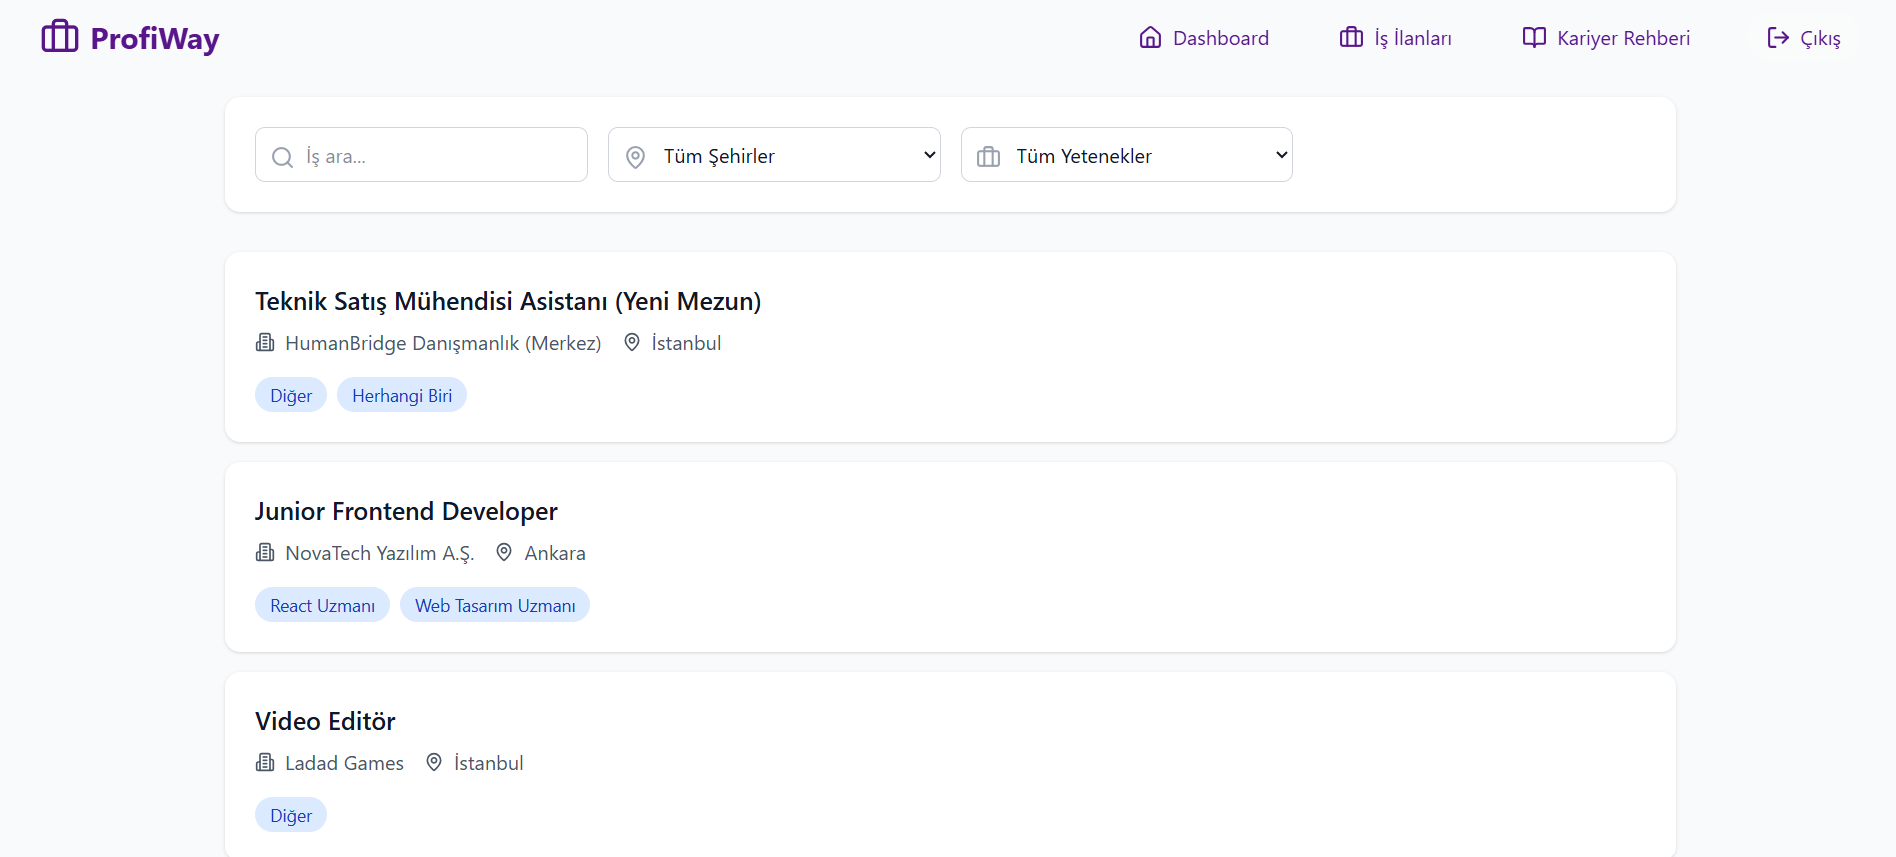 ProfiWay
Dashboard
İş İlanları
Kariyer Rehberi
Çıkış
İş ara...
Tüm Şehirler
Tüm Yetenekler
Teknik Satış Mühendisi Asistanı (Yeni Mezun)
HumanBridge Danışmanlık (Merkez) İstanbul
Diğer Herhangi Biri
Junior Frontend Developer
NovaTech Yazılım A.Ş. Ankara
React Uzmanı Web Tasarım Uzmanı
Video Editör
Ladad Games İstanbul
Diğer